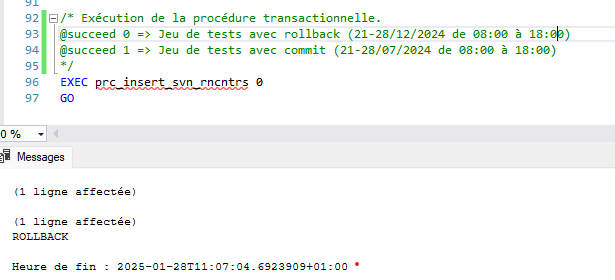 91
92 /* Exécution de la procédure transactionnelle.
93 @succeed 0 => Jeu de tests avec rollback (21-28/12/2024 de 08:00 à 18:00)
94 @succeed 1 => Jeu de tests avec commit (21-28/07/2024 de 08:00 à 18:00)
95 */
96 EXEC prc_insert_svn_rncntrs 0
97 GO
0 %
Messages
(1 ligne affectée)
(1 ligne affectée)
ROLLBACK
Heure de fin : 2025-01-28T11:07:04.6923909+01:00